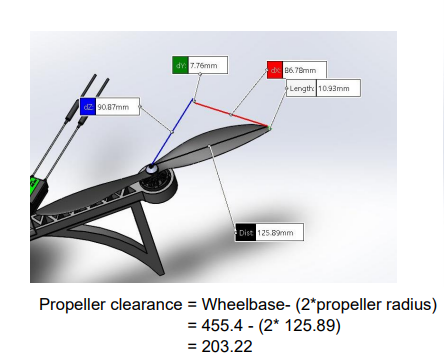 dY: 7.76mm
dX: 86.78mm
Length: 10.93mm
dZ: 90.87mm
Dist: 125.89mm
Propeller clearance = Wheelbase- (2*propeller radius)
= 455.4 - (2* 125.89)
= 203.22